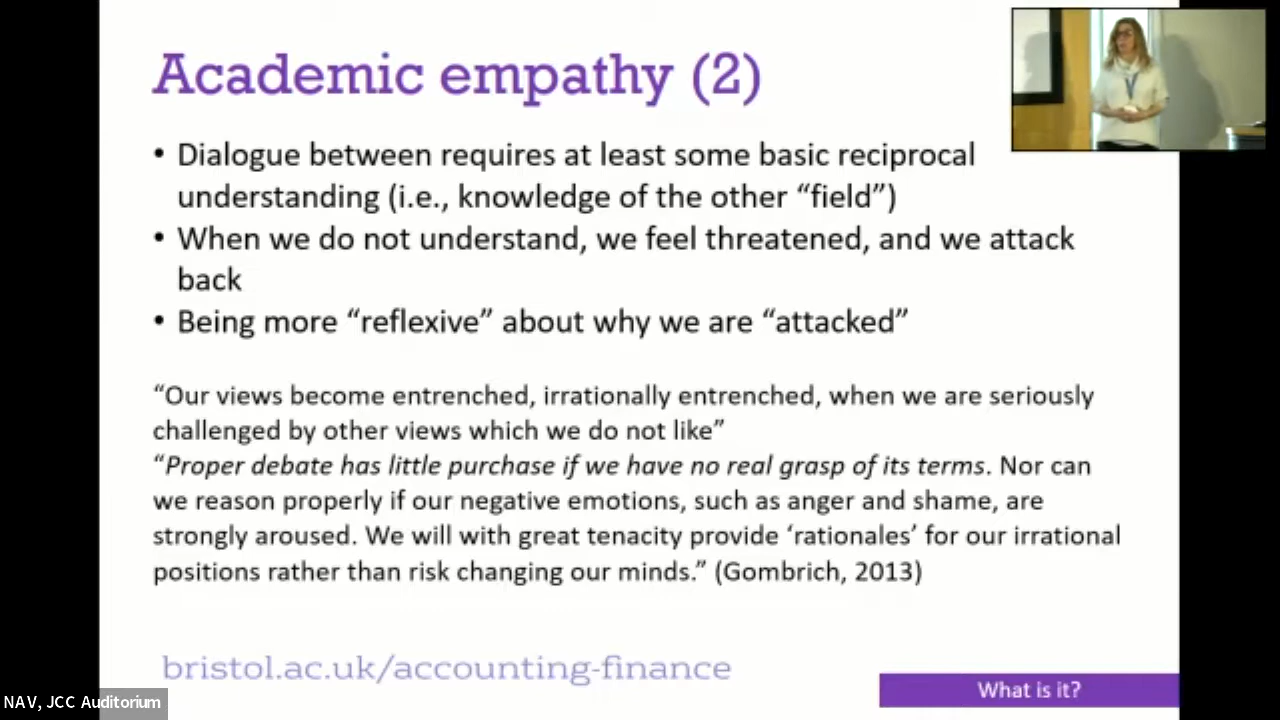 Academic empathy (2)
• Dialogue between requires at least some basic reciprocal
understanding (i.e., knowledge of the other “field”)
• When we do not understand, we feel threatened, and we attack
back
• Being more “reflexive” about why we are “attacked”
“Our views become entrenched, irrationally entrenched, when we are seriously
challenged by other views which we do not like”
“Proper debate has little purchase if we have no real grasp of its terms. Nor can
we reason properly if our negative emotions, such as anger and shame, are
strongly aroused. We will with great tenacity provide ‘rationales’ for our irrational
positions rather than risk changing our minds.” (Gombrich, 2013)
bristol.ac.uk/accounting-finance
What is it?
NAV, JCC Auditorium